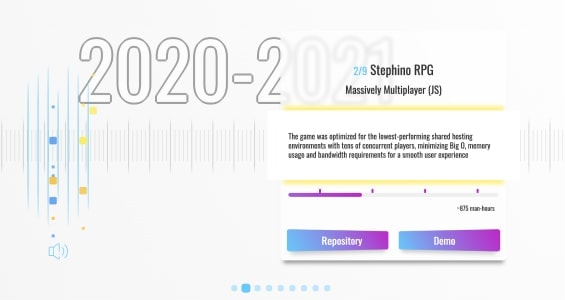 2020-2021
2/9 Stephino RPG
Massively Multiplayer (JS)
The game was optimized for the lowest-performing shared hosting
environments with tens of concurrent players, minimizing Big O, memory
usage and bandwidth requirements for a smooth user experience
~875 man-hours
Repository
Demo